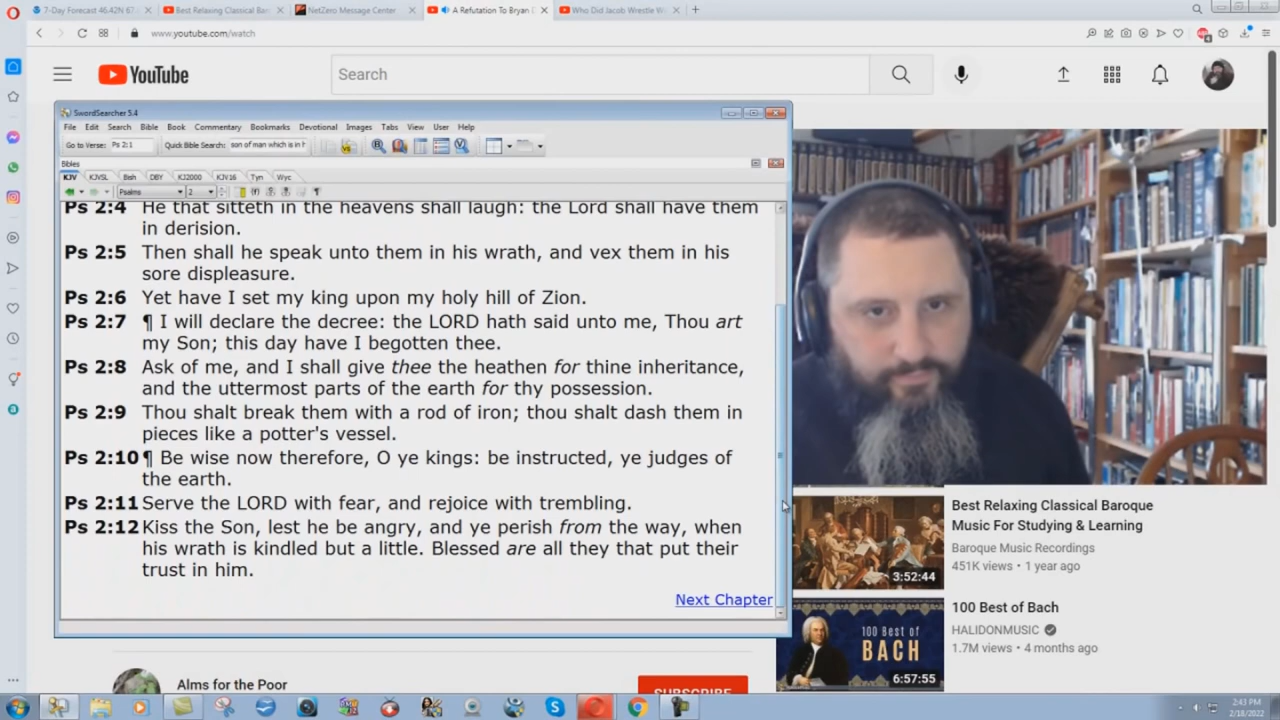 7-Day Forecast 46.42N 67
Best Relaxing Classical Bar
NetZero Message Center
A Refutation To Bryan D
Who Did Jacob Wrestle W
www.youtube.com/watch
YouTube
Search
SwordSearcher 5.4
File Edit Search Bible Book Commentary Bookmarks Devotional Images Tabs View User Help
Go to Verse: Ps 2:1 Quick Bible Search: son of man which is in h
Bibles
KJV KJVSL Bish DBY KJ2000 KJV16 Tyn Wyc
Psalms 2
Ps 2:4 He that sitteth in the heavens shall laugh: the Lord shall have them
in derision.
Ps 2:5 Then shall he speak unto them in his wrath, and vex them in his
sore displeasure.
Ps 2:6 Yet have I set my king upon my holy hill of Zion.
Ps 2:7 ¶ I will declare the decree: the LORD hath said unto me, Thou art
my Son; this day have I begotten thee.
Ps 2:8 Ask of me, and I shall give thee the heathen for thine inheritance,
and the uttermost parts of the earth for thy possession.
Ps 2:9 Thou shalt break them with a rod of iron; thou shalt dash them in
pieces like a potter's vessel.
Ps 2:10 ¶ Be wise now therefore, O ye kings: be instructed, ye judges of
the earth.
Ps 2:11 Serve the LORD with fear, and rejoice with trembling.
Ps 2:12 Kiss the Son, lest he be angry, and ye perish from the way, when
his wrath is kindled but a little. Blessed are all they that put their
trust in him.
Next Chapter
Best Relaxing Classical Baroque
Music For Studying & Learning
Baroque Music Recordings
451K views • 1 year ago
3:52:44
100 Best of Bach
HALIDONMUSIC
1.7M views • 4 months ago
100 Best of
BACH
6:57:55
Alms for the Poor
SUBSCRIBE
2:43 PM
2/18/2022